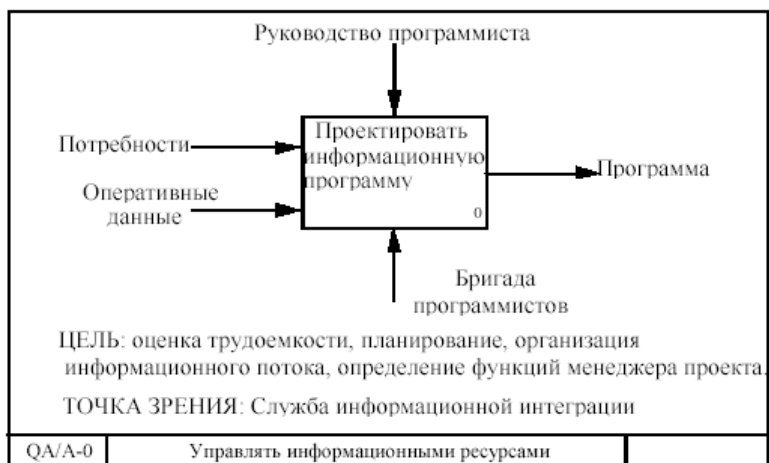 Руководство программиста
Потребности
Проектировать
информационную
программу
0
Программа
Оперативные
данные
Бригада
программистов
ЦЕЛЬ: оценка трудоемкости, планирование, организация
информационного потока, определение функций менеджера проекта.
ТОЧКА ЗРЕНИЯ: Служба информационной интеграции
QA/A-0
Управлять информационными ресурсами